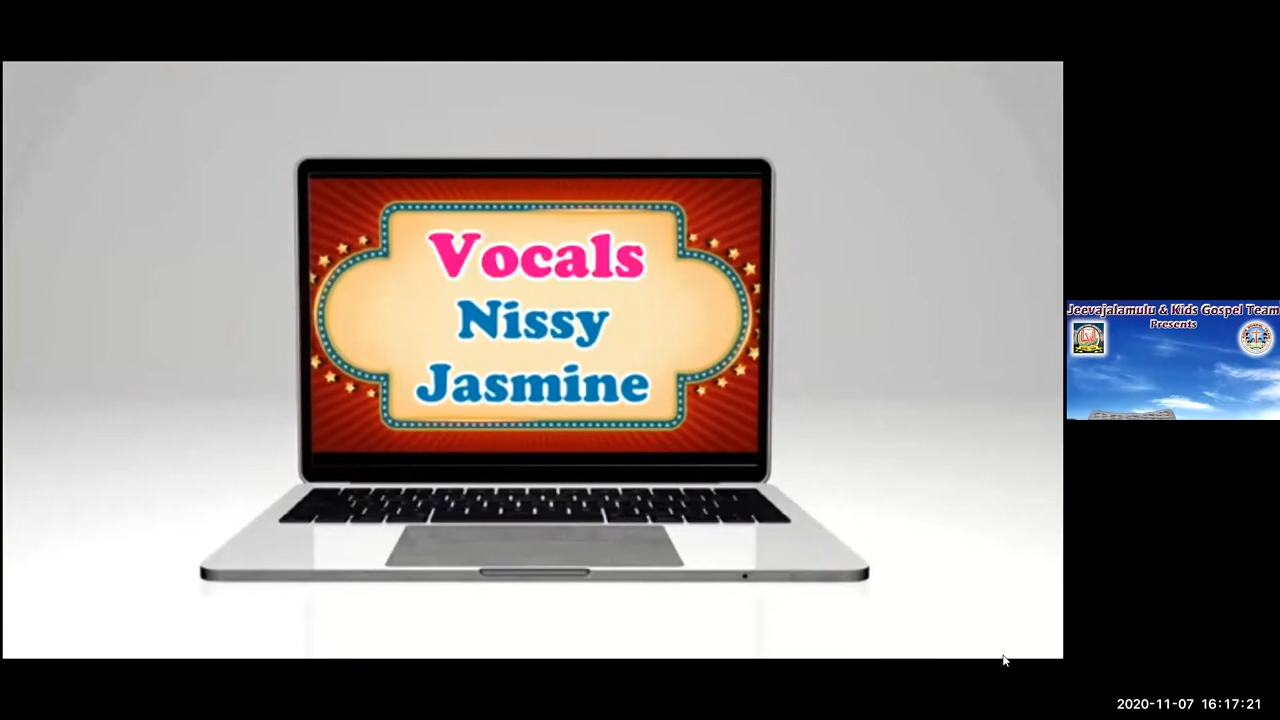 Vocals
Nissy
Jasmine
Jeevajalamulu & Kids Gospel Team
Presents
2020-11-07 16:17:21